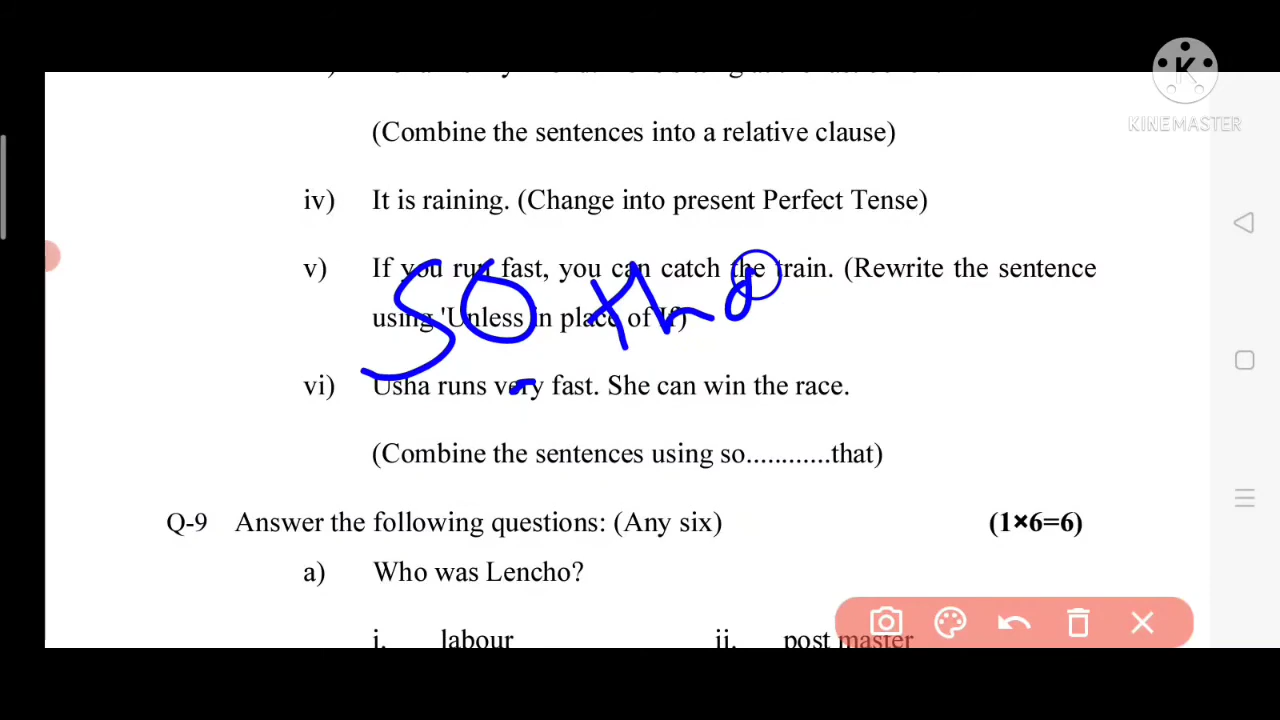 KINEMASTER
(Combine the sentences into a relative clause)
iv) It is raining. (Change into present Perfect Tense)
v) If you run fast, you can catch the train. (Rewrite the sentence
using 'Unless in place of If)
so tha
vi) Usha runs very fast. She can win the race.
(Combine the sentences using so............that)
Q-9 Answer the following questions: (Any six) (1×6=6)
a) Who was Lencho?
i. labour ii. post master